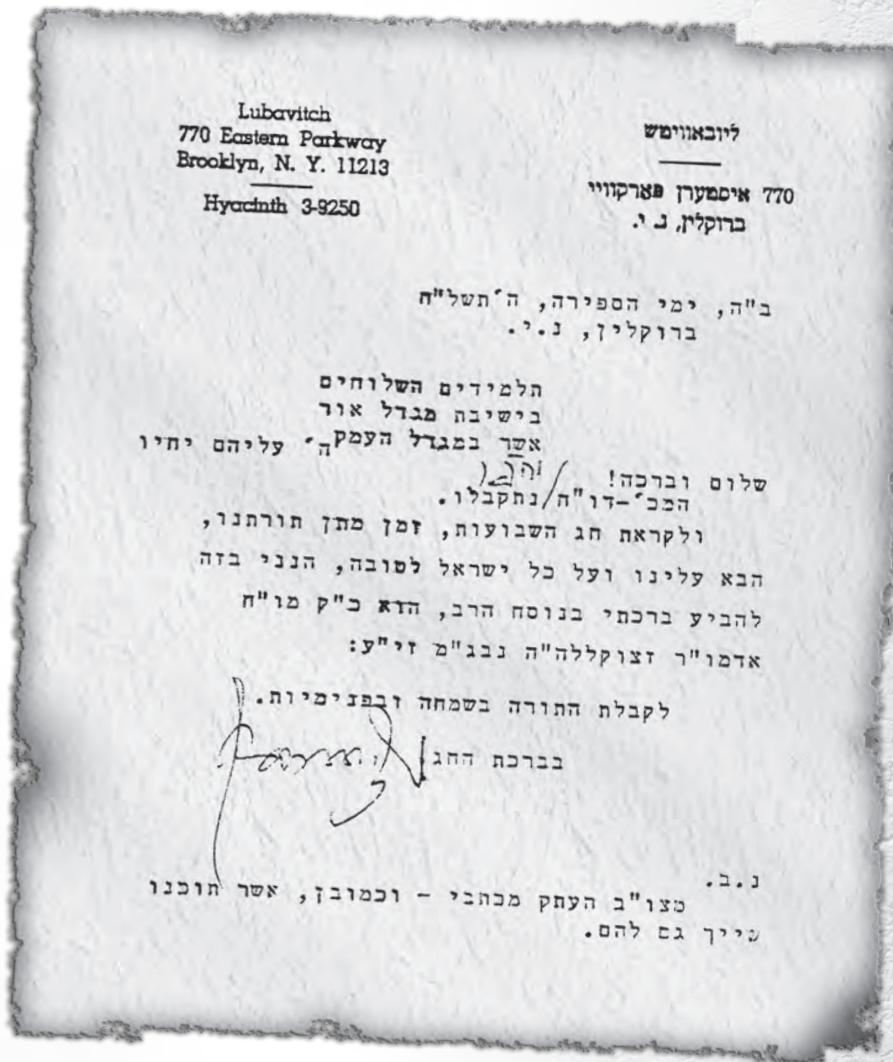 Lubavitch
770 Eastern Parkway
Brooklyn, N. Y. 11213
Hyacinth 3-9250
ליובאוויטש
770 איסטערן פארקוויי
ברוקלין, נ. י.
ב"ה, ימי הספירה, ה'תשל"ח
ברוקלין, נ.י.
תלמידים השלוחים
בישיבת מגדל אור
אשר במגדל העמק
ה' עליהם יחיו
שלום וברכה!
המכ'-דו"ח/נתקבלו.
ולקראת חג השבועות, זמן מתן תורתנו,
הבא עלינו ועל כל ישראל לטובה, הנני בזה
להביע ברכתי בנוסח הרב, הוא כ"ק מו"ח
אדמו"ר זצוקללה"ה נבג"מ זי"ע:
לקבלת התורה בשמחה ובפנימיות.
בברכת החג
נ.ב.
מצו"ב העתק מכתבי - וכמובן, אשר תוכנו
שייך גם להם.